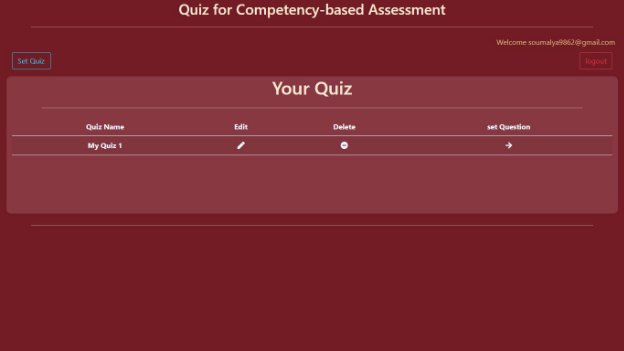 Quiz for Competency-based Assessment
Welcome soumalya9862@gmail.com
Set Quiz logout
Your Quiz
Quiz Name Edit Delete set Question
My Quiz 1